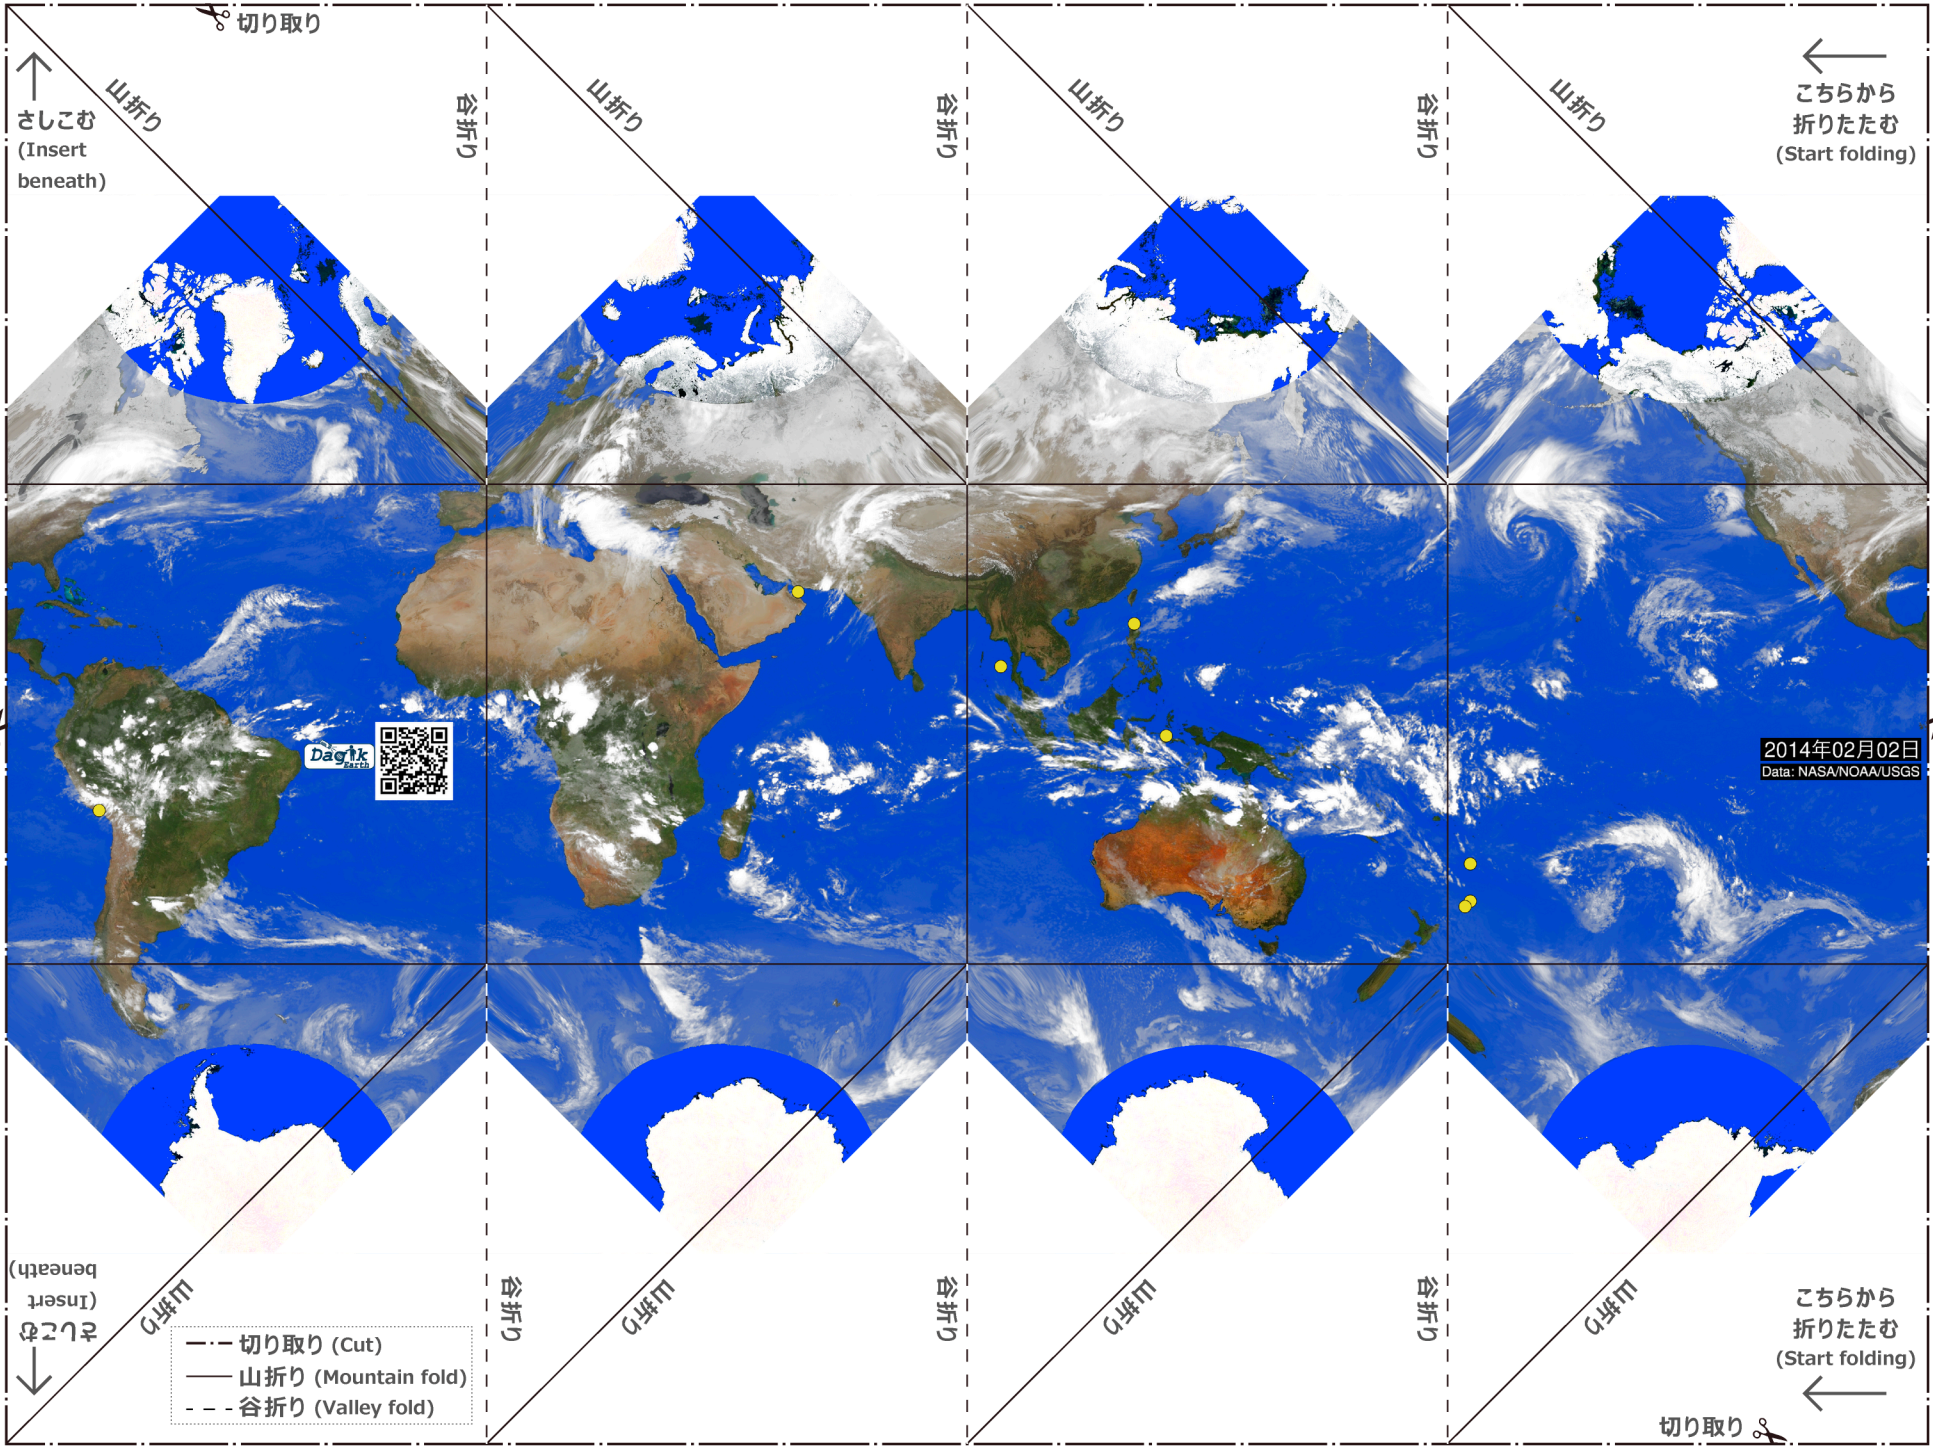 切り取り
山折り
谷折り
山折り
谷折り
山折り
谷折り
山折り
さしこむ
(Insert
beneath)
こちらから
折りたたむ
(Start folding)
Dagik
Earth
2014年02月02日
Data: NASA/NOAA/USGS
さしこむ
(Insert
beneath)
山折り
谷折り
山折り
谷折り
山折り
谷折り
山折り
切り取り (Cut)
山折り (Mountain fold)
谷折り (Valley fold)
こちらから
折りたたむ
(Start folding)
切り取り